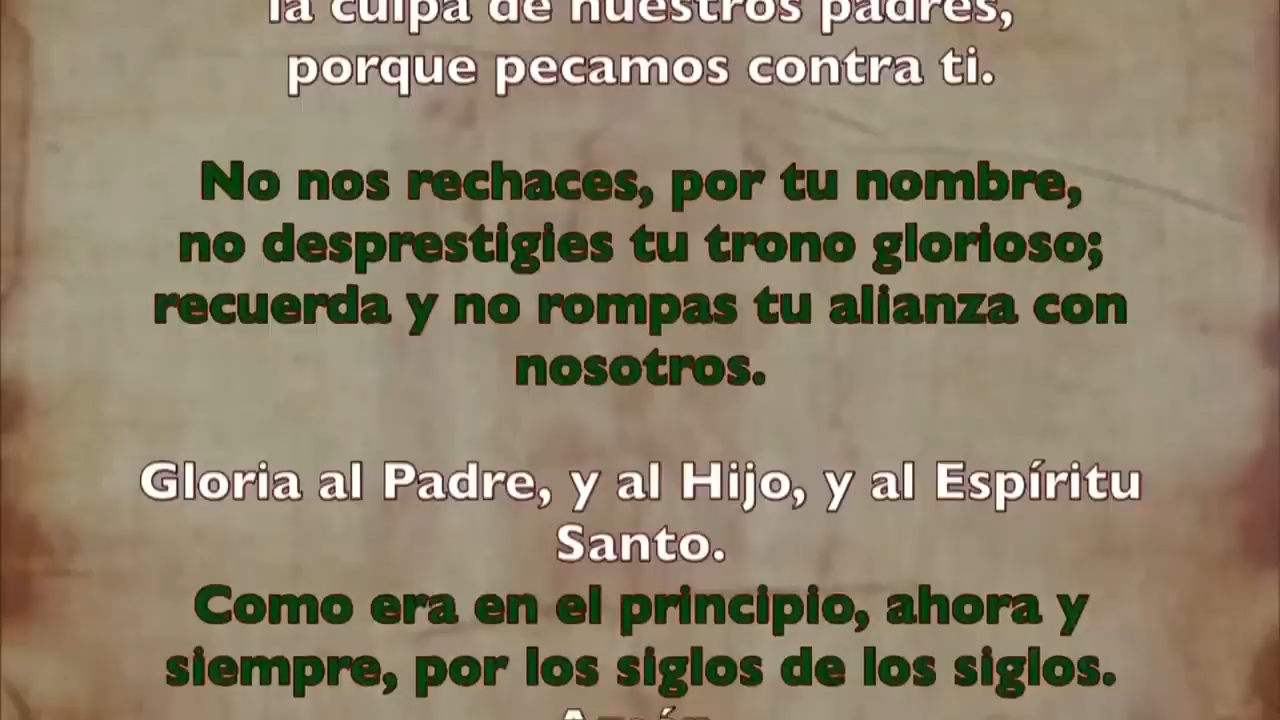 la culpa de nuestros padres,
porque pecamos contra ti.
No nos rechaces, por tu nombre,
no desprestigies tu trono glorioso;
recuerda y no rompas tu alianza con
nosotros.
Gloria al Padre, y al Hijo, y al Espíritu
Santo.
Como era en el principio, ahora y
siempre, por los siglos de los siglos.